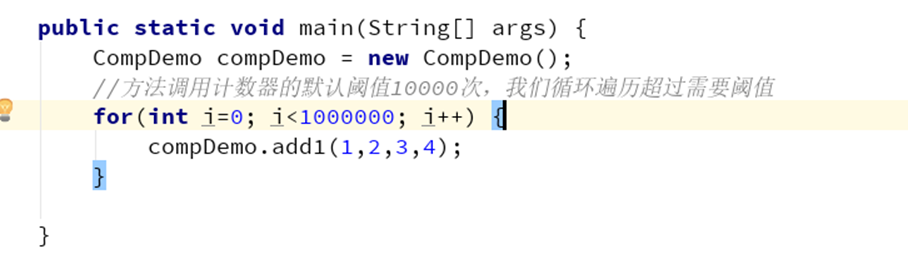 public static void main(String[] args) {
CompDemo compDemo = new CompDemo();
//方法调用计数器的默认阈值10000次，我们循环遍历超过需要阈值
for(int i=0; i<1000000; i++) {
compDemo.add1(1,2,3,4);
}
}